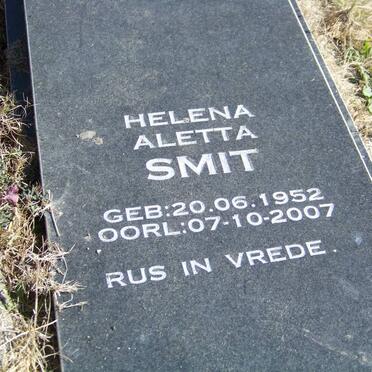 HELENA
ALETTA
SMIT
GEB:20.06.1952
OORL:07-10-2007
RUS IN VREDE.